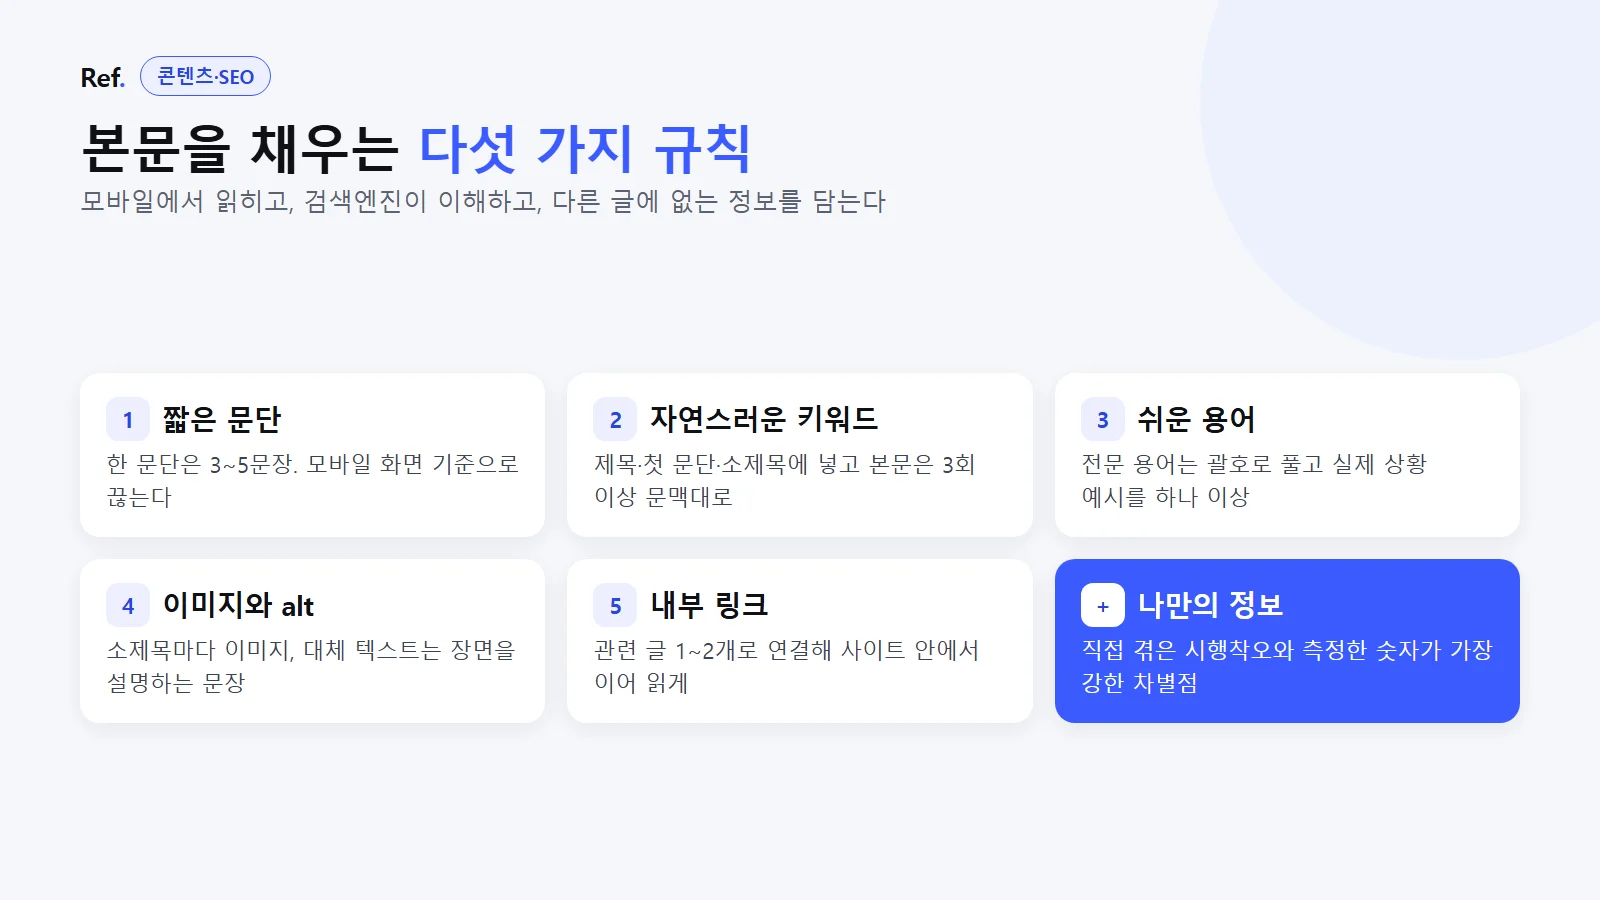 Ref.
콘텐츠·SEO
본문을 채우는 다섯 가지 규칙
모바일에서 읽히고, 검색엔진이 이해하고, 다른 글에 없는 정보를 담는다
1 짧은 문단
한 문단은 3~5문장. 모바일 화면 기준으로
끊는다
2 자연스러운 키워드
제목·첫 문단·소제목에 넣고 본문은 3회
이상 문맥대로
3 쉬운 용어
전문 용어는 괄호로 풀고 실제 상황
예시를 하나 이상
4 이미지와 alt
소제목마다 이미지, 대체 텍스트는 장면을
설명하는 문장
5 내부 링크
관련 글 1~2개로 연결해 사이트 안에서
이어 읽게
+ 나만의 정보
직접 겪은 시행착오와 측정한 숫자가 가장
강한 차별점